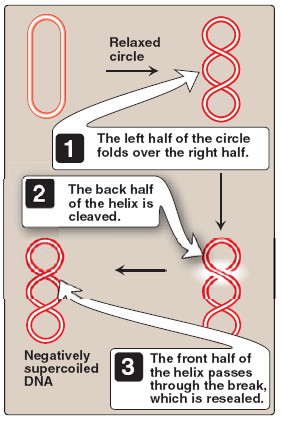 Relaxed
circle
1
The left half of the circle
folds over the right half.
2
The back half
of the helix is
cleaved.
Negatively
supercoiled
DNA
3
The front half of
the helix passes
through the break,
which is resealed.